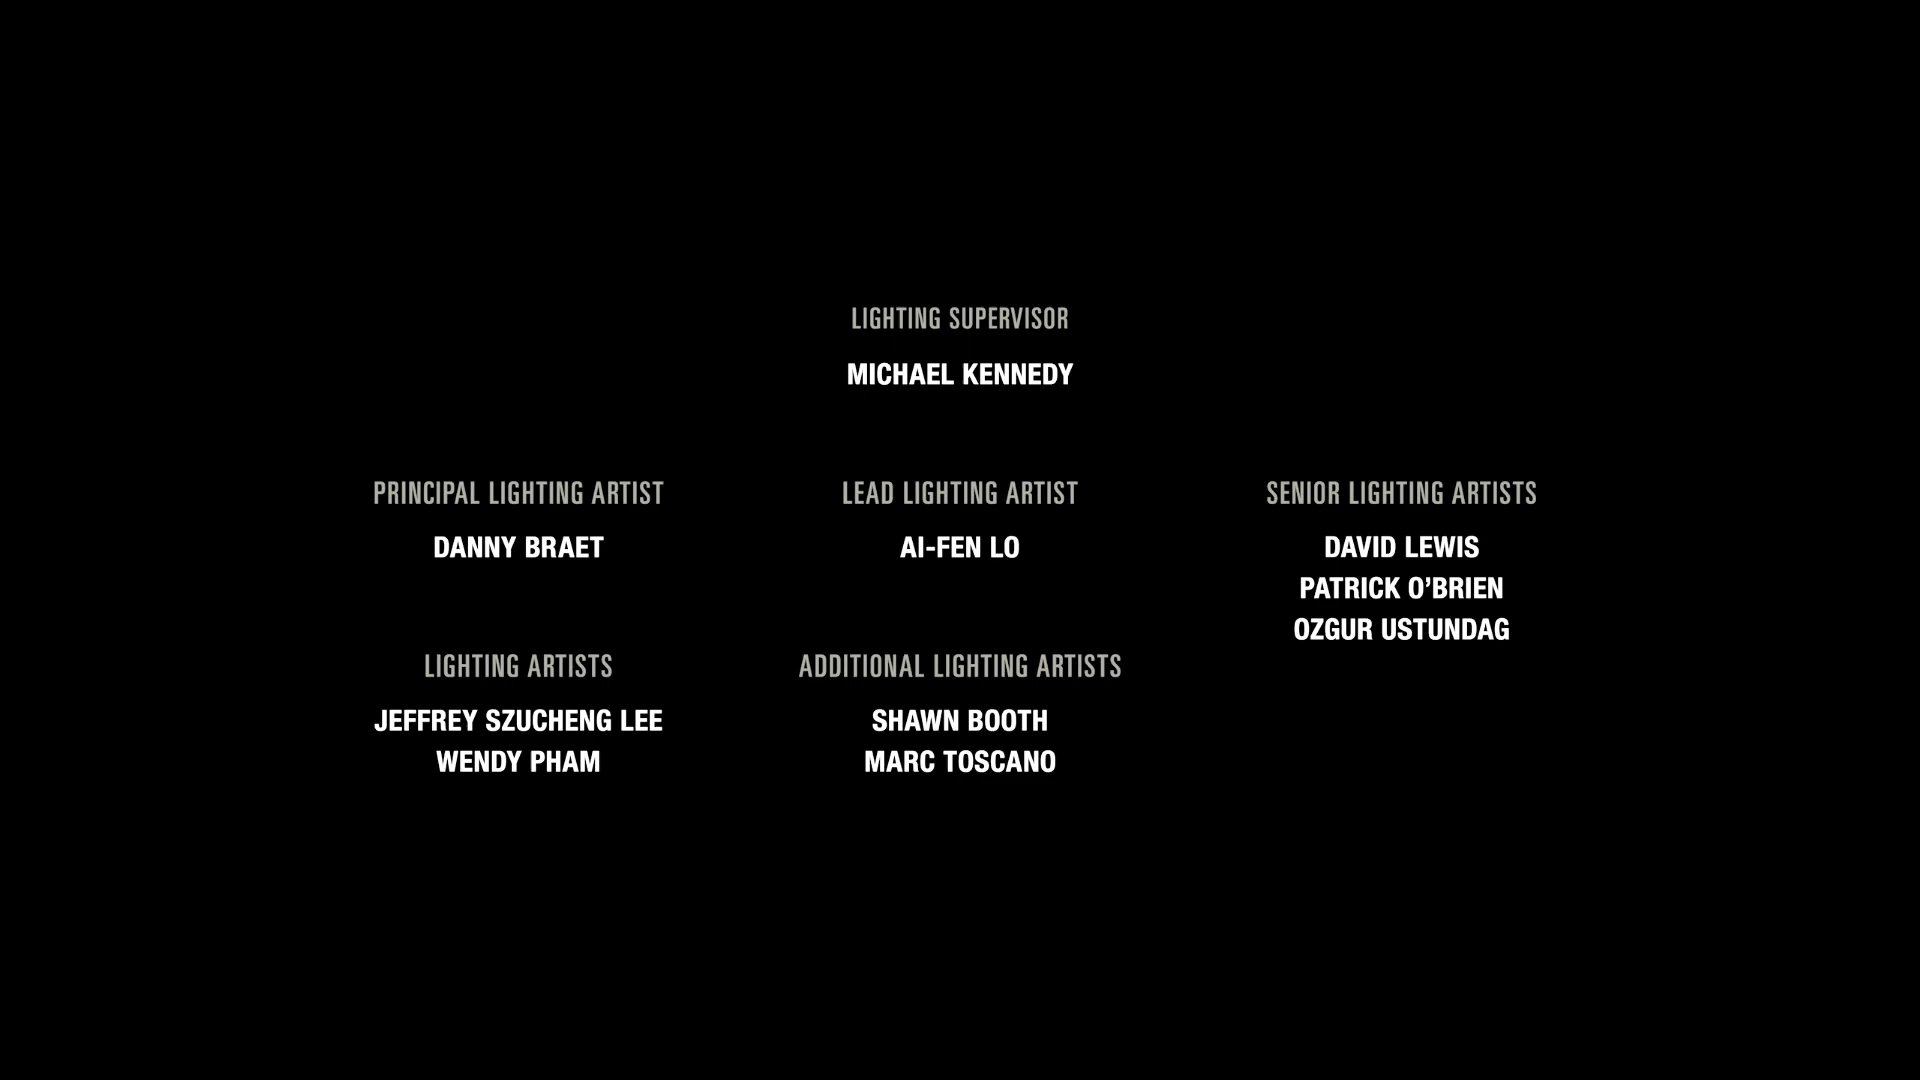 LIGHTING SUPERVISOR
MICHAEL KENNEDY
PRINCIPAL LIGHTING ARTIST
DANNY BRAET
LEAD LIGHTING ARTIST
AI-FEN LO
SENIOR LIGHTING ARTISTS
DAVID LEWIS
PATRICK O’BRIEN
OZGUR USTUNDAG
LIGHTING ARTISTS
JEFFREY SZUCHENG LEE
WENDY PHAM
ADDITIONAL LIGHTING ARTISTS
SHAWN BOOTH
MARC TOSCANO